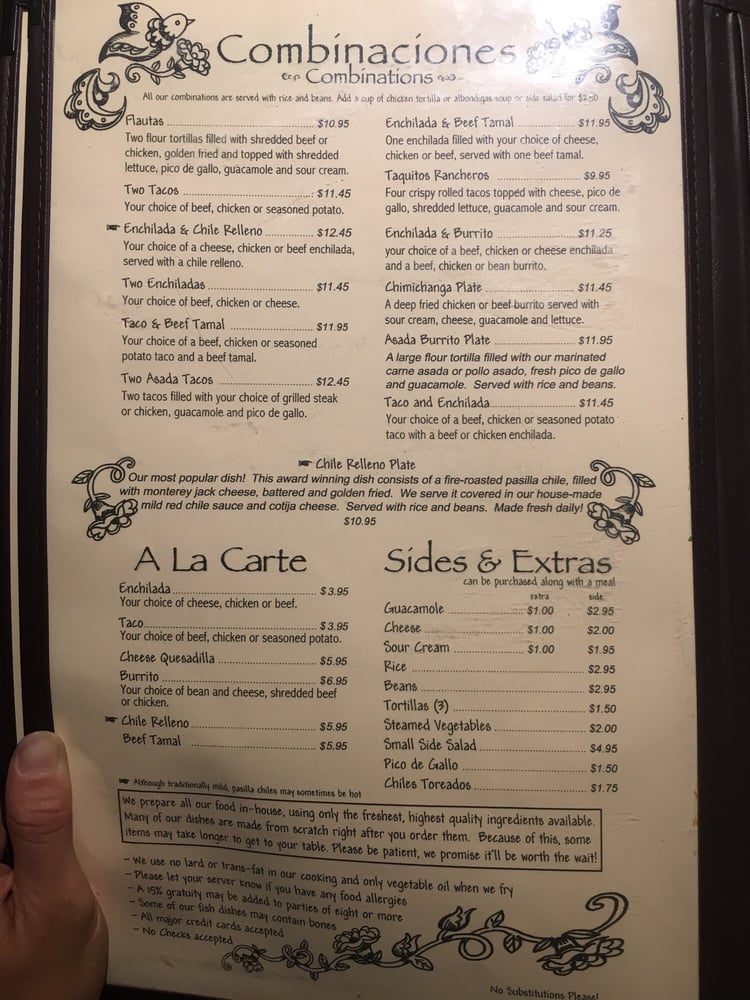 Combinaciones
Combinations
All our combinations are served with rice and beans. Add a cup of chicken tortilla or albondigas soup or side salad for $2.50
Flautas $10.95
Two flour tortillas filled with shredded beef or
chicken, golden fried and topped with shredded
lettuce, pico de gallo, guacamole and sour cream.
Two Tacos $11.45
Your choice of beef, chicken or seasoned potato.
Enchilada & Chile Relleno $12.45
Your choice of a cheese, chicken or beef enchilada,
served with a chile relleno.
Two Enchiladas $11.45
Your choice of beef, chicken or cheese.
Taco & Beef Tamal $11.95
Your choice of a beef, chicken or seasoned
potato taco and a beef tamal.
Two Asada Tacos $12.45
Two tacos filled with your choice of grilled steak
or chicken, guacamole and pico de gallo.
Enchilada & Beef Tamal $11.95
One enchilada filled with your choice of cheese,
chicken or beef, served with one beef tamal.
Taquitos Rancheros $9.95
Four crispy rolled tacos topped with cheese, pico de
gallo, shredded lettuce, guacamole and sour cream.
Enchilada & Burrito $11.25
your choice of a beef, chicken or cheese enchilada
and a beef, chicken or bean burrito.
Chimichanga Plate $11.45
A deep fried chicken or beef burrito served with
sour cream, cheese, guacamole and lettuce.
Asada Burrito Plate $11.95
A large flour tortilla filled with our marinated
carne asada or pollo asado, fresh pico de gallo
and guacamole. Served with rice and beans.
Taco and Enchilada $11.45
Your choice of a beef, chicken or seasoned potato
taco with a beef or chicken enchilada.
Chile Relleno Plate
Our most popular dish! This award winning dish consists of a fire-roasted pasilla chile, filled
with monterey jack cheese, battered and golden fried. We serve it covered in our house-made
mild red chile sauce and cotija cheese. Served with rice and beans. Made fresh daily!
$10.95
A La Carte
Enchilada $3.95
Your choice of cheese, chicken or beef.
Taco $3.95
Your choice of beef, chicken or seasoned potato.
Cheese Quesadilla $5.95
Burrito $6.95
Your choice of bean and cheese, shredded beef
or chicken.
Chile Relleno $5.95
Beef Tamal $5.95
Sides & Extras
can be purchased along with a meal
extra side
Guacamole $1.00 $2.95
Cheese $1.00 $2.00
Sour Cream $1.00 $1.95
Rice $2.95
Beans $2.95
Tortillas (3) $1.50
Steamed Vegetables $2.00
Small Side Salad $4.95
Pico de Gallo $1.50
Chiles Toreados $1.75
Although traditionally mild, pasilla chiles may sometimes be hot
We prepare all our food in-house, using only the freshest, highest quality ingredients available.
Many of our dishes are made from scratch right after you order them. Because of this, some
items may take longer to get to your table. Please be patient, we promise it'll be worth the wait!
- We use no lard or trans-fat in our cooking and only vegetable oil when we fry
- Please let your server know if you have any food allergies
- A 15% gratuity may be added to parties of eight or more
- Some of our fish dishes may contain bones
- All major credit cards accepted
- No Checks accepted
No Substitutions Please!